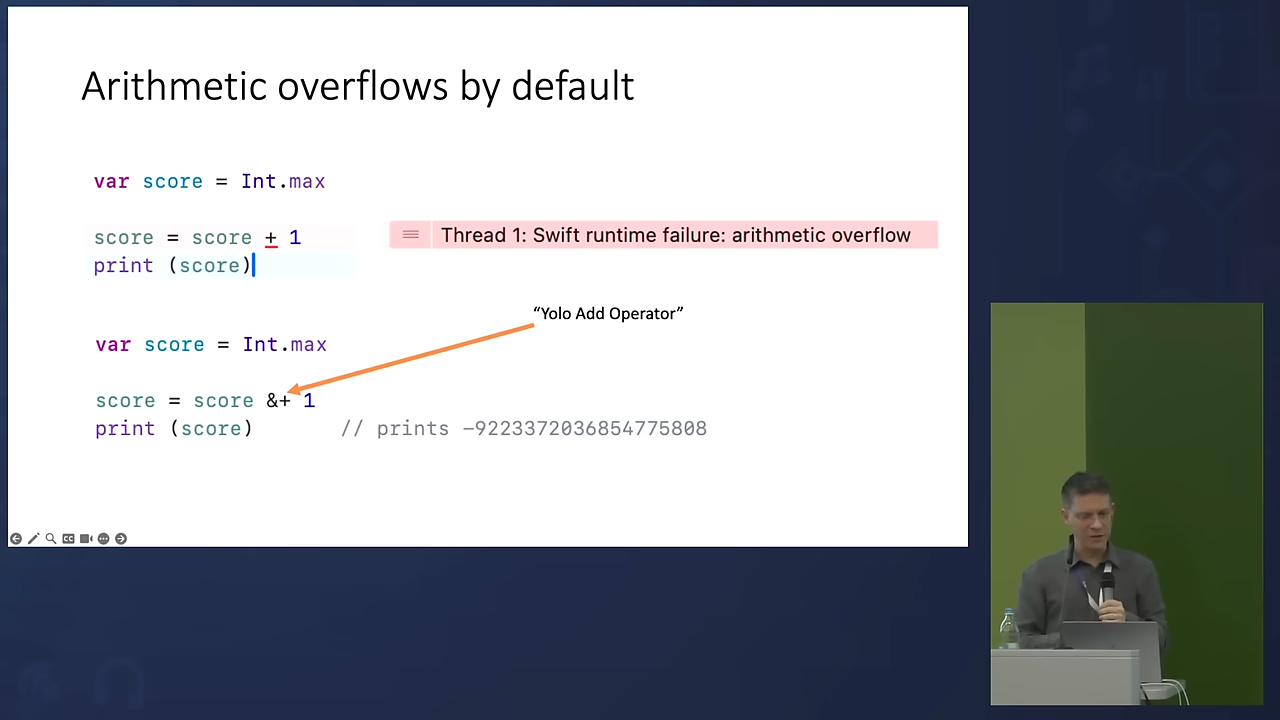 Arithmetic overflows by default
var score = Int.max
score = score + 1
Thread 1: Swift runtime failure: arithmetic overflow
print (score)
“Yolo Add Operator”
var score = Int.max
score = score &+ 1
print (score) // prints -9223372036854775808
CC